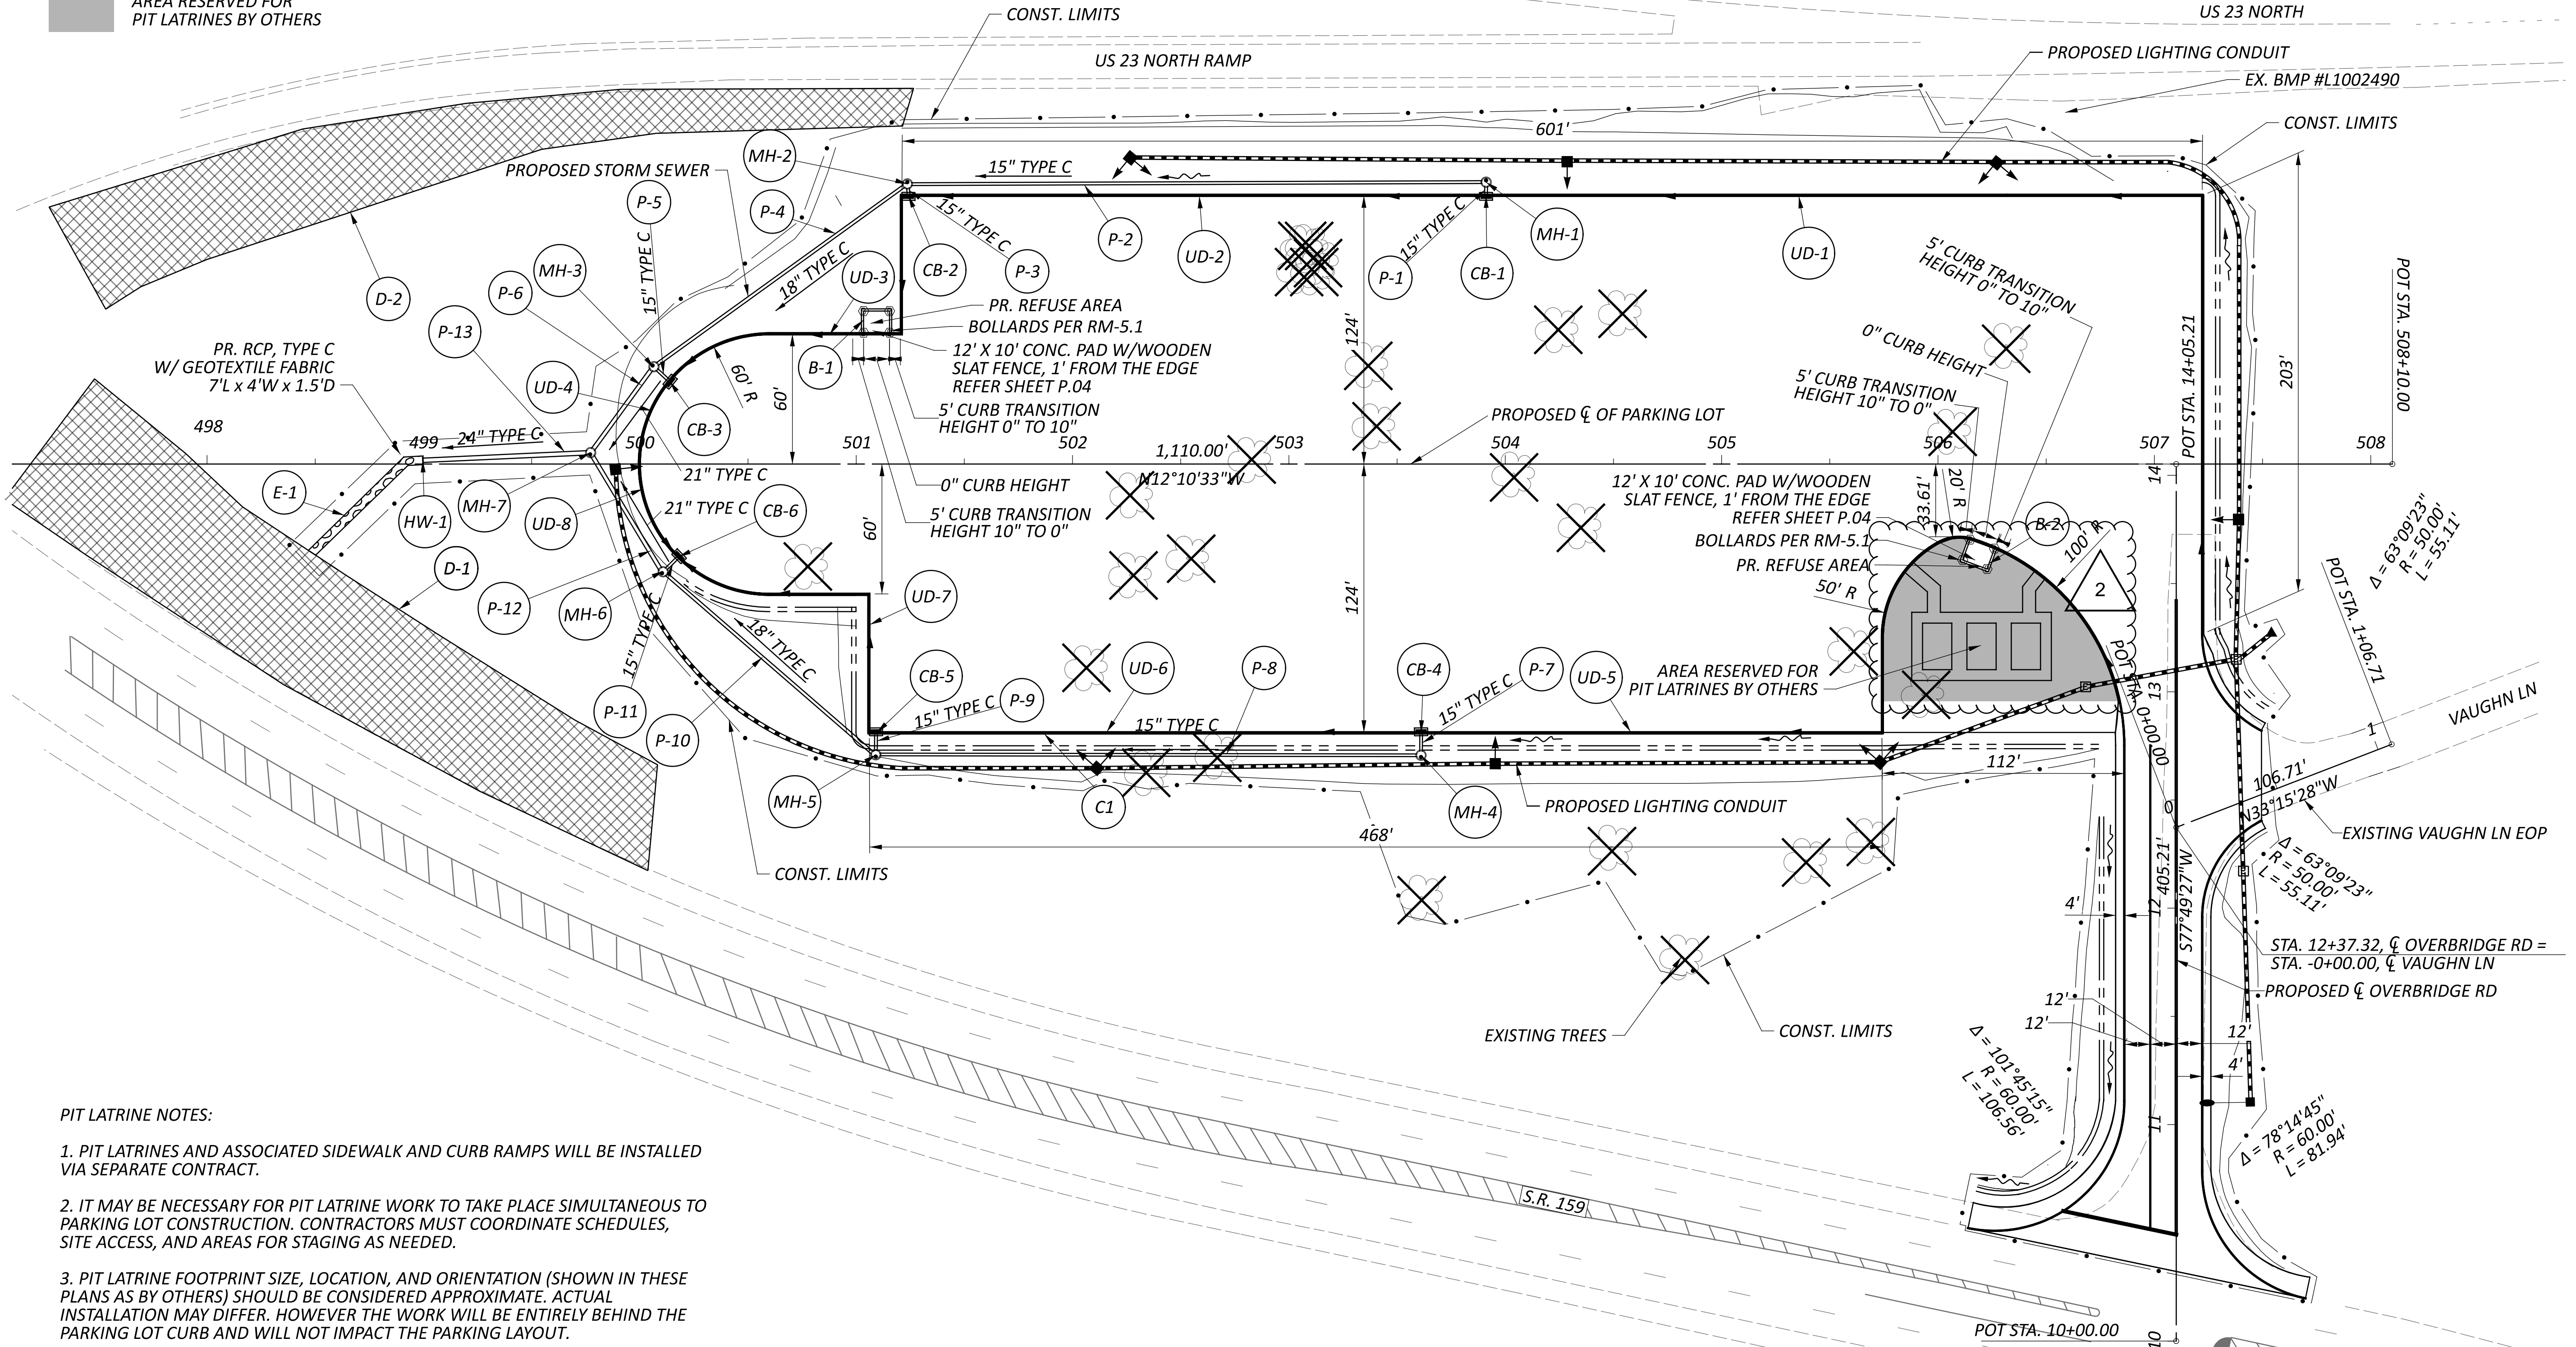 AREA RESERVED FOR
PIT LATRINES BY OTHERS
CONST. LIMITS
US 23 NORTH
US 23 NORTH RAMP
PROPOSED LIGHTING CONDUIT
EX. BMP #L1002490
CONST. LIMITS
601'
MH-2
15" TYPE C
PROPOSED STORM SEWER
P-5
P-4
15" TYPE C
P-2
UD-2
15" TYPE C
P-1
CB-1
MH-1
UD-1
5' CURB TRANSITION
HEIGHT 0" TO 10"
MH-3
15" TYPE C
18" TYPE C
UD-3
CB-2
P-3
P-6
D-2
P-13
PR. REFUSE AREA
BOLLARDS PER RM-5.1
12' X 10' CONC. PAD W/WOODEN
SLAT FENCE, 1' FROM THE EDGE
REFER SHEET P.04
B-1
5' CURB TRANSITION
HEIGHT 0" TO 10"
124'
0" CURB HEIGHT
5' CURB TRANSITION
HEIGHT 10" TO 0"
POT STA. 14+05.21
203'
POT STA. 508+10.00
PR. RCP, TYPE C
W/ GEOTEXTILE FABRIC
7'L x 4'W x 1.5'D
UD-4
60' R
60'
CB-3
PROPOSED ℄ OF PARKING LOT
498
499
24" TYPE C
500
501
502
1,110.00'
503
504
505
506
507
508
N12°10'33"W
21" TYPE C
0" CURB HEIGHT
E-1
HW-1
MH-7
UD-8
21" TYPE C
CB-6
5' CURB TRANSITION
HEIGHT 10" TO 0"
60'
12' X 10' CONC. PAD W/WOODEN
SLAT FENCE, 1' FROM THE EDGE
REFER SHEET P.04
BOLLARDS PER RM-5.1
PR. REFUSE AREA
33.61'
20' R
B-2
100' R
50' R
2
14
Δ = 63°09'23"
R = 50.00'
L = 55.11'
POT STA. 1+06.71
D-1
P-12
MH-6
15" TYPE C
UD-7
124'
18" TYPE C
P-11
P-10
CB-5
15" TYPE C
P-9
UD-6
P-8
15" TYPE C
CB-4
15" TYPE C
P-7
UD-5
AREA RESERVED FOR
PIT LATRINES BY OTHERS
POT STA. 0+00.00
13
1
VAUGHN LN
112'
106.71'
N33°15'28"W
0
MH-5
C1
PROPOSED LIGHTING CONDUIT
MH-4
468'
EXISTING VAUGHN LN EOP
CONST. LIMITS
405.21'
S77°49'27"W
12
4'
Δ = 63°09'23"
R = 50.00'
L = 55.11'
STA. 12+37.32, ℄ OVERBRIDGE RD =
STA. -0+00.00, ℄ VAUGHN LN
PROPOSED ℄ OVERBRIDGE RD
12'
12'
12'
EXISTING TREES
CONST. LIMITS
4'
Δ = 101°45'15"
R = 60.00'
L = 106.56'
11
Δ = 78°14'45"
R = 60.00'
L = 81.94'
S.R. 159
POT STA. 10+00.00
10
PIT LATRINE NOTES:
1. PIT LATRINES AND ASSOCIATED SIDEWALK AND CURB RAMPS WILL BE INSTALLED
VIA SEPARATE CONTRACT.
2. IT MAY BE NECESSARY FOR PIT LATRINE WORK TO TAKE PLACE SIMULTANEOUS TO
PARKING LOT CONSTRUCTION. CONTRACTORS MUST COORDINATE SCHEDULES,
SITE ACCESS, AND AREAS FOR STAGING AS NEEDED.
3. PIT LATRINE FOOTPRINT SIZE, LOCATION, AND ORIENTATION (SHOWN IN THESE
PLANS AS BY OTHERS) SHOULD BE CONSIDERED APPROXIMATE. ACTUAL
INSTALLATION MAY DIFFER. HOWEVER THE WORK WILL BE ENTIRELY BEHIND THE
PARKING LOT CURB AND WILL NOT IMPACT THE PARKING LAYOUT.